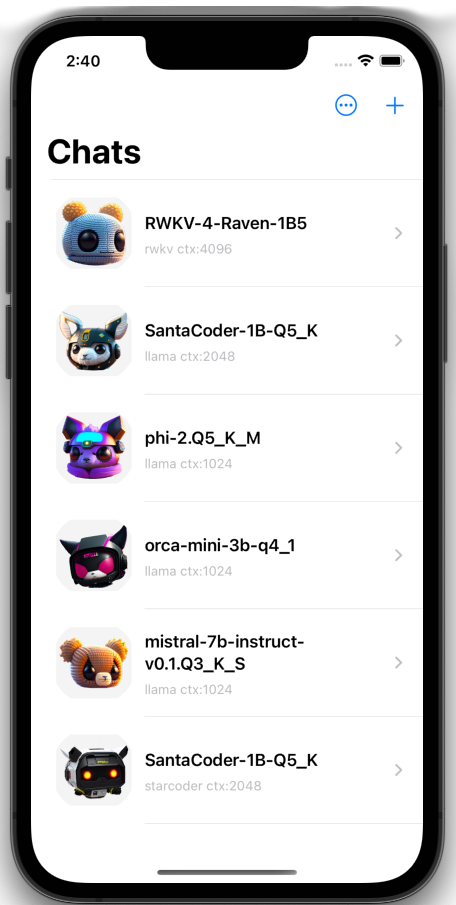 2:40
Chats
RWKV-4-Raven-1B5
rwkv ctx:4096
SantaCoder-1B-Q5_K
llama ctx:2048
phi-2.Q5_K_M
llama ctx:1024
orca-mini-3b-q4_1
llama ctx:1024
mistral-7b-instruct-
v0.1.Q3_K_S
llama ctx:1024
SantaCoder-1B-Q5_K
starcoder ctx:2048